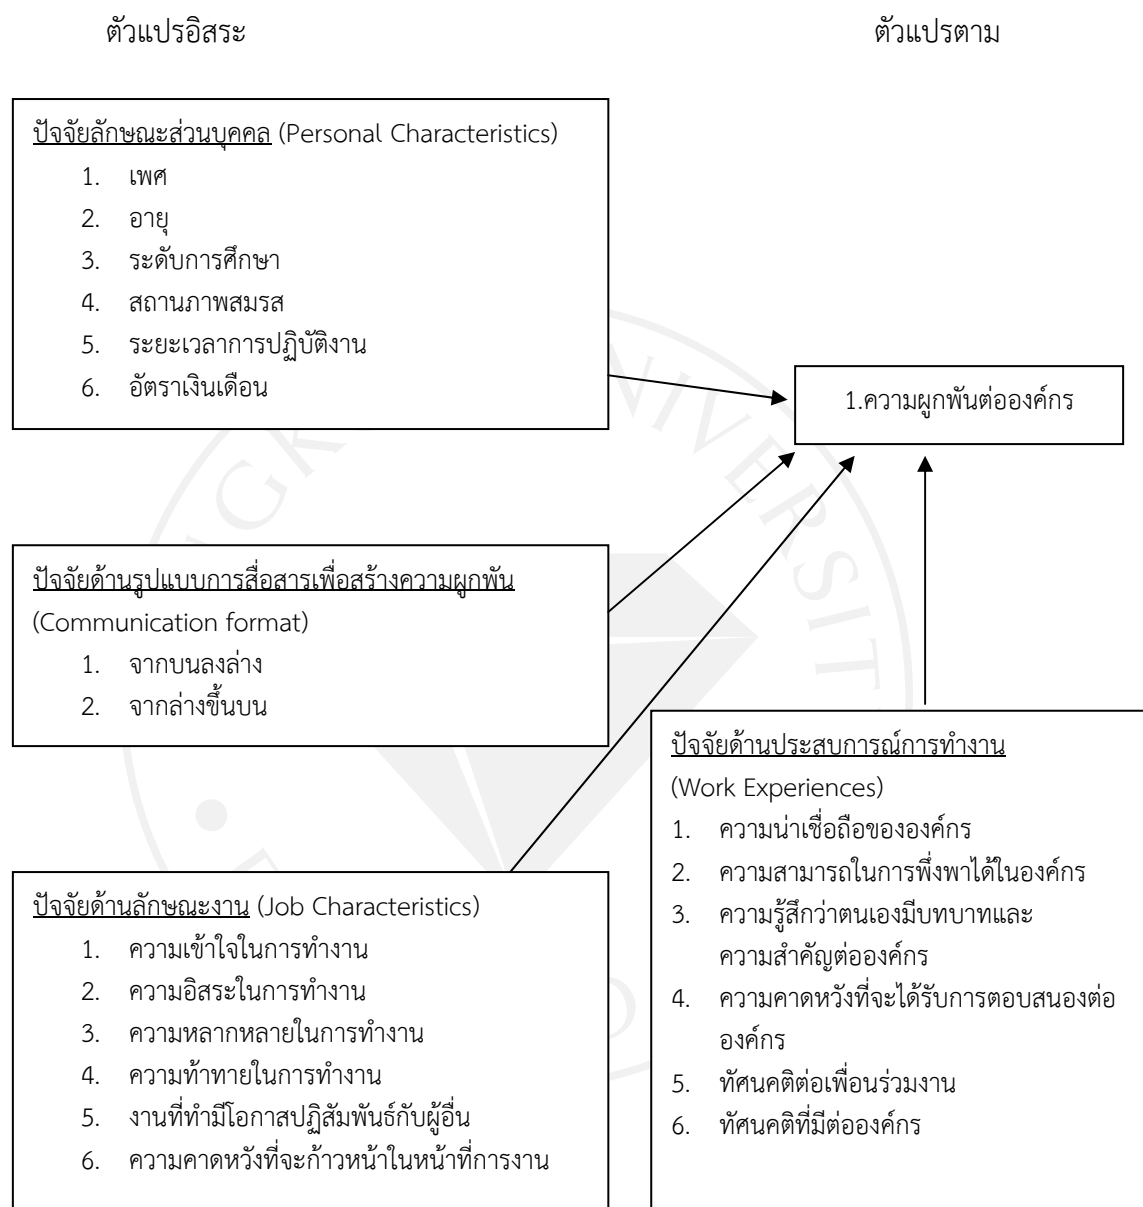 ตัวแปรอิสระ
ตัวแปรตาม
ปัจจัยลักษณะส่วนบุคคล (Personal Characteristics)
1. เพศ
2. อายุ
3. ระดับการศึกษา
4. สถานภาพสมรส
5. ระยะเวลาการปฏิบัติงาน
6. อัตราเงินเดือน
1.ความผูกพันต่อองค์กร
ปัจจัยด้านรูปแบบการสื่อสารเพื่อสร้างความผูกพัน
(Communication format)
1. จากบนลงล่าง
2. จากล่างขึ้นบน
ปัจจัยด้านลักษณะงาน (Job Characteristics)
1. ความเข้าใจในการทำงาน
2. ความอิสระในการทำงาน
3. ความหลากหลายในการทำงาน
4. ความท้าทายในการทำงาน
5. งานที่ทำมีโอกาสปฏิสัมพันธ์กับผู้อื่น
6. ความคาดหวังที่จะก้าวหน้าในหน้าที่การงาน
ปัจจัยด้านประสบการณ์การทำงาน
(Work Experiences)
1. ความน่าเชื่อถือขององค์กร
2. ความสามารถในการพึ่งพาได้ในองค์กร
3. ความรู้สึกว่าตนเองมีบทบาทและ
ความสำคัญต่อองค์กร
4. ความคาดหวังที่จะได้รับการตอบสนองต่อ
องค์กร
5. ทัศนคติต่อเพื่อนร่วมงาน
6. ทัศนคติที่มีต่อองค์กร